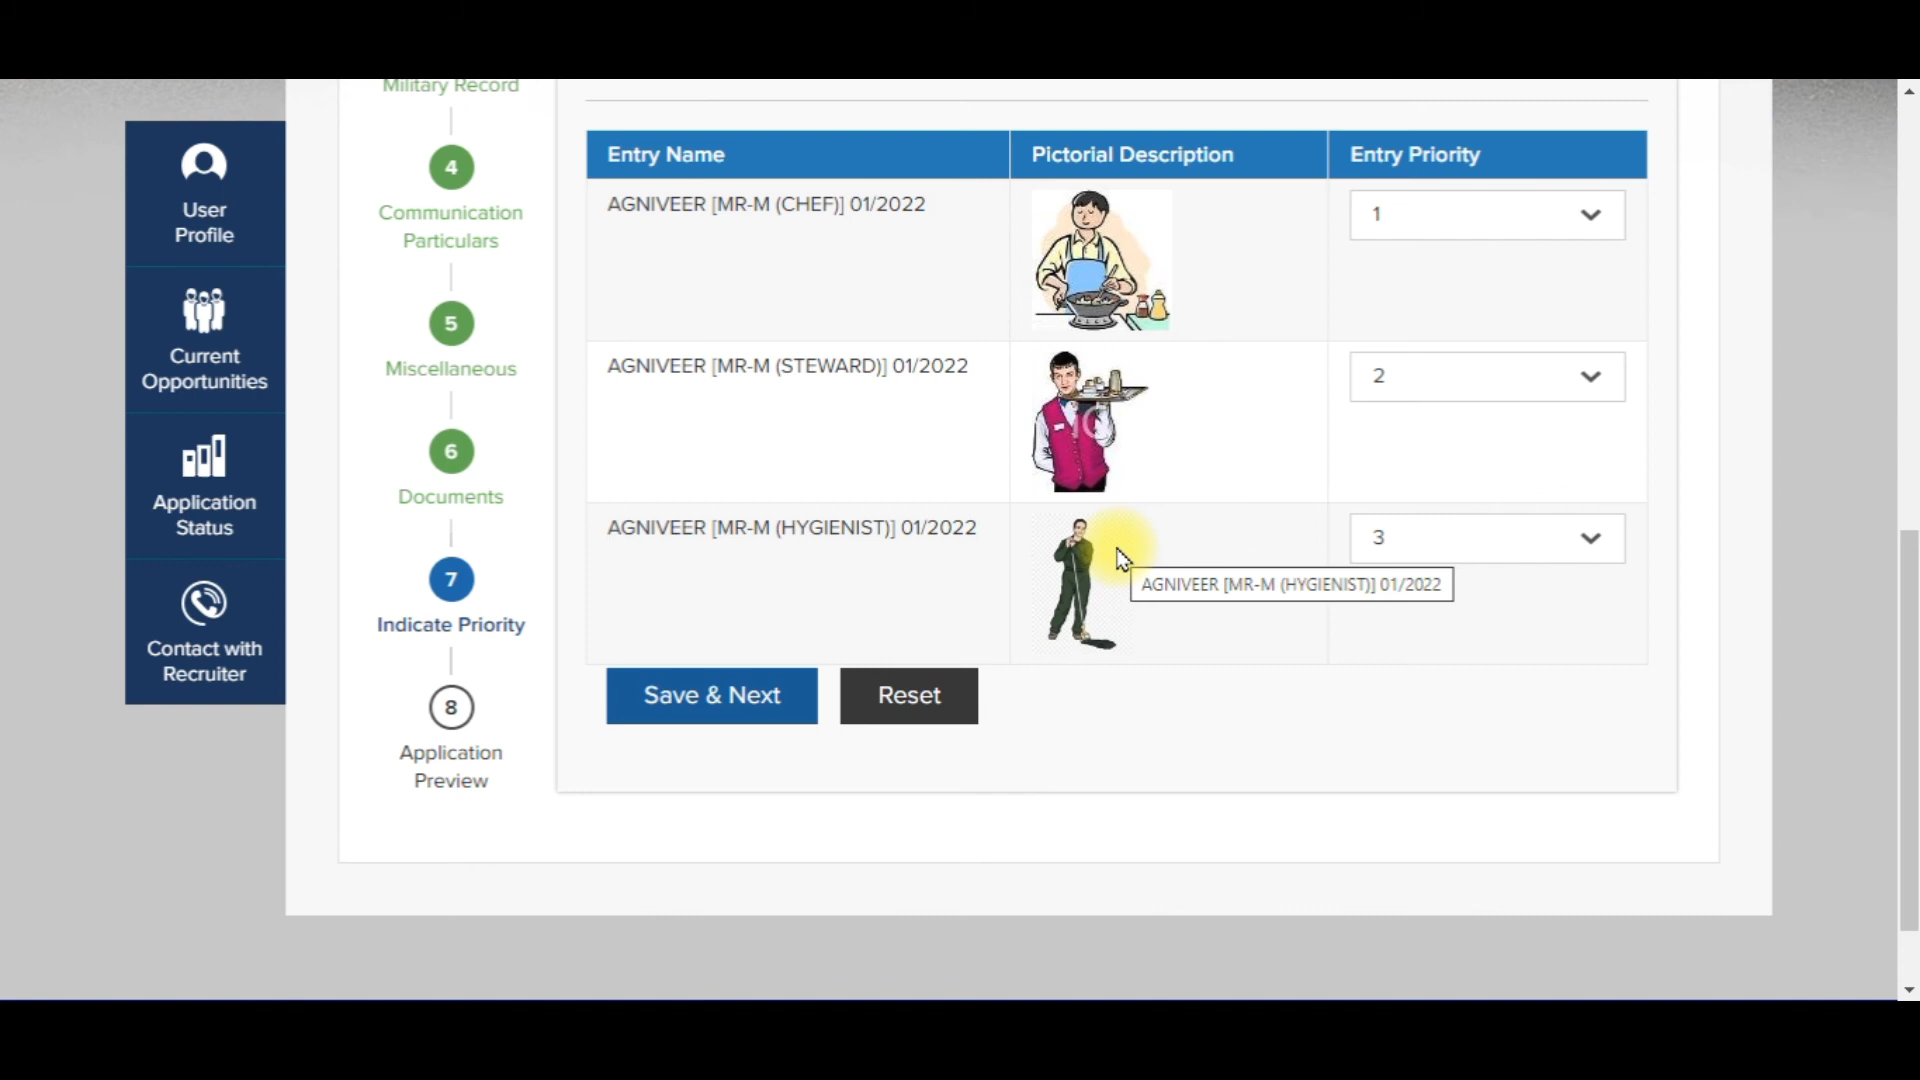 Military Record
4
Communication
Particulars
5
Miscellaneous
6
Documents
7
Indicate Priority
8
Application
Preview
User
Profile
Current
Opportunities
Application
Status
Contact with
Recruiter
Entry Name
Pictorial Description
Entry Priority
AGNIVEER [MR-M (CHEF)] 01/2022
1
AGNIVEER [MR-M (STEWARD)] 01/2022
2
AGNIVEER [MR-M (HYGIENIST)] 01/2022
3
AGNIVEER [MR-M (HYGIENIST)] 01/2022
Save & Next
Reset